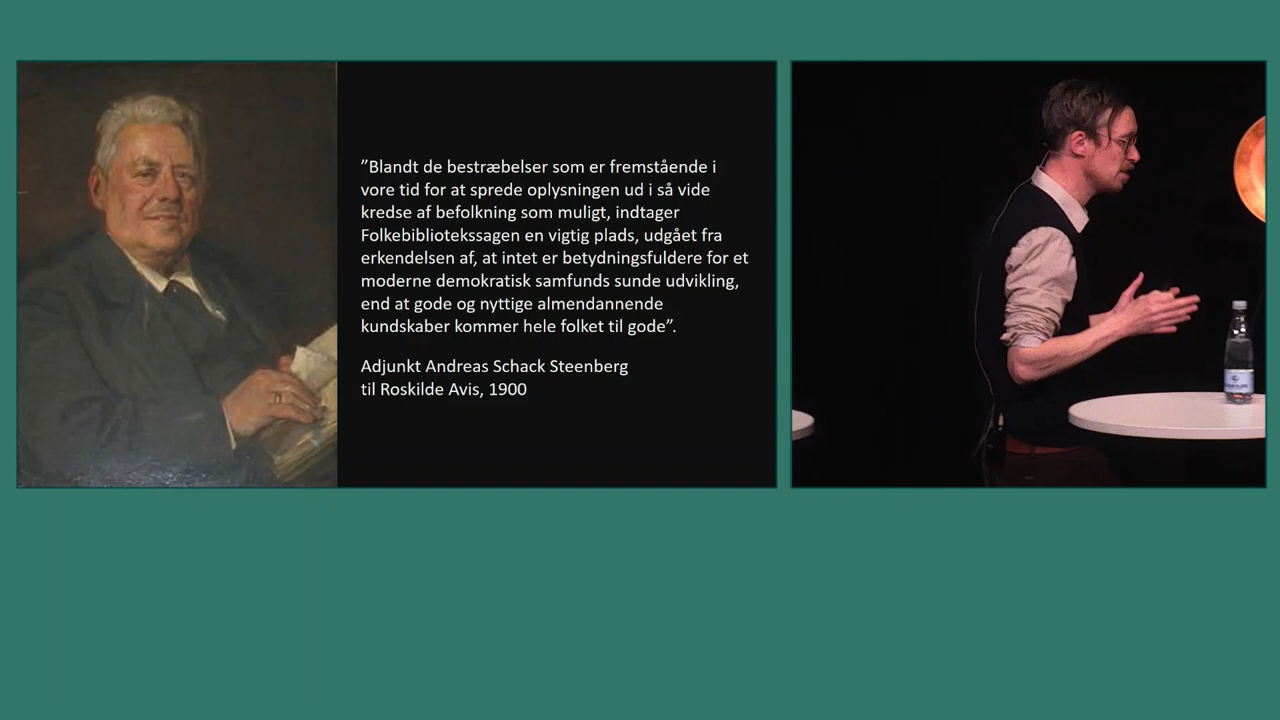 ”Blandt de bestræbelser som er fremstående i
vore tid for at sprede oplysningen ud i så vide
kredse af befolkning som muligt, indtager
Folkebibliotekssagen en vigtig plads, udgået fra
erkendelsen af, at intet er betydningsfuldere for et
moderne demokratisk samfunds sunde udvikling,
end at gode og nyttige almendannende
kundskaber kommer hele folket til gode”.
Adjunkt Andreas Schack Steenberg
til Roskilde Avis, 1900